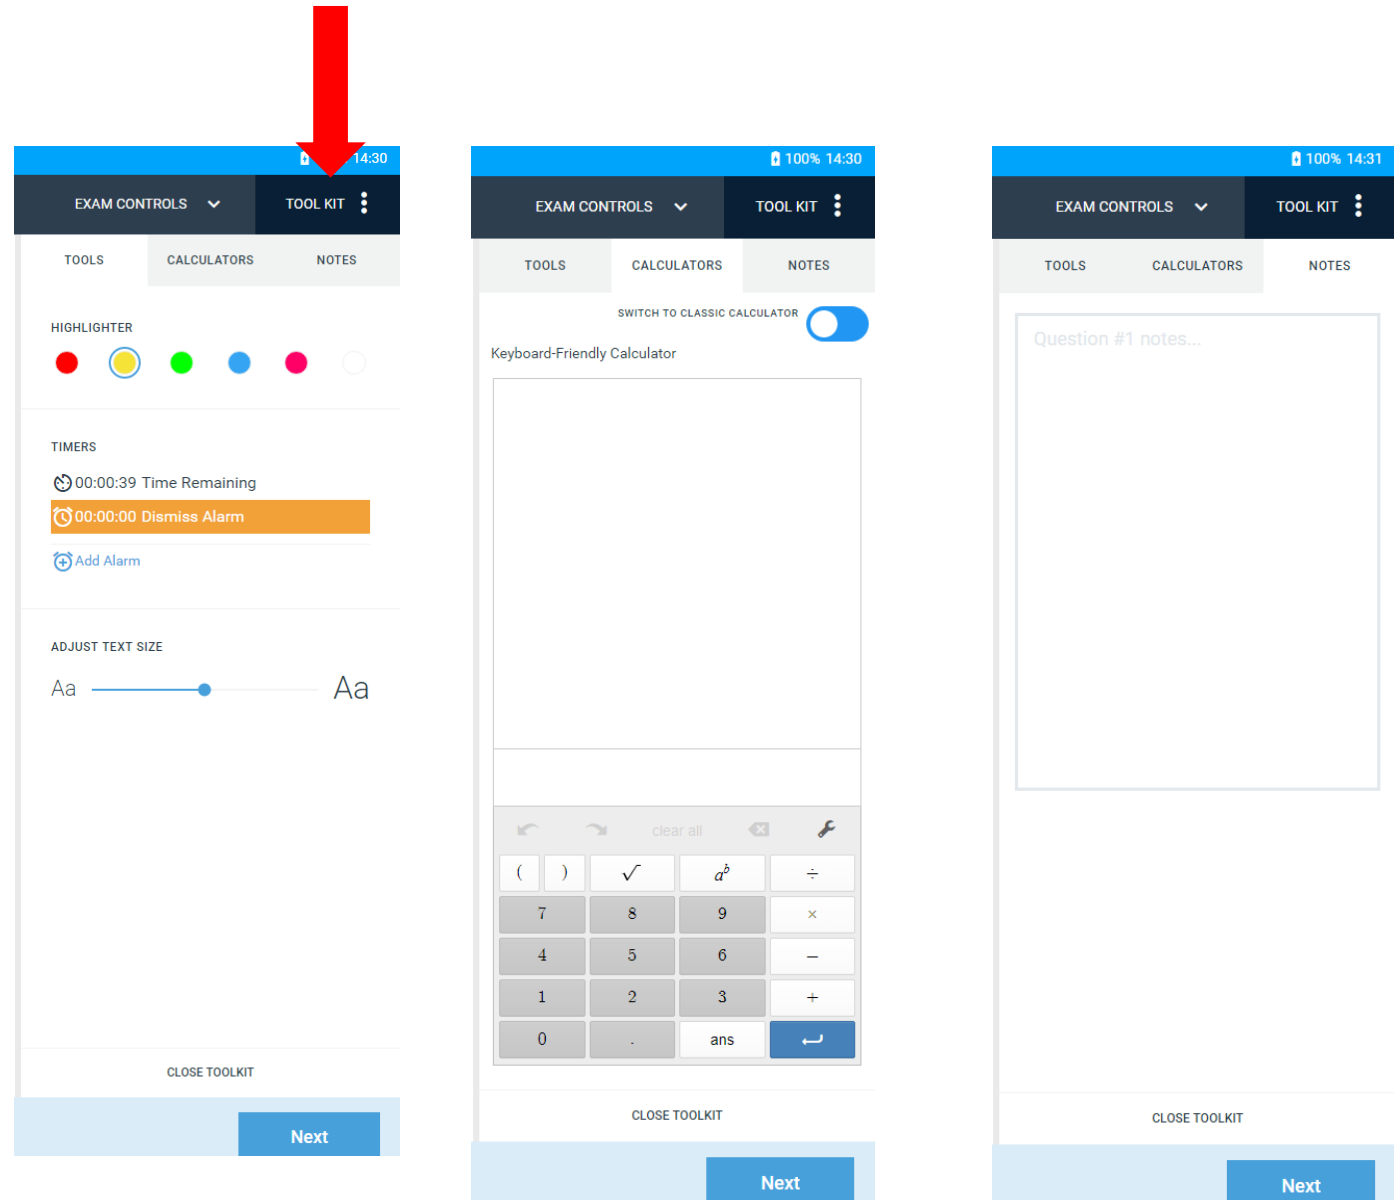 14:30
EXAM CONTROLS TOOL KIT
TOOLS CALCULATORS NOTES
HIGHLIGHTER
TIMERS
00:00:39 Time Remaining
00:00:00 Dismiss Alarm
Add Alarm
ADJUST TEXT SIZE
Aa Aa
CLOSE TOOLKIT
Next
100% 14:30
EXAM CONTROLS TOOL KIT
TOOLS CALCULATORS NOTES
SWITCH TO CLASSIC CALCULATOR
Keyboard-Friendly Calculator
clear all
( ) √ a^b ÷
7 8 9 ×
4 5 6 −
1 2 3 +
0 . ans
CLOSE TOOLKIT
Next
100% 14:31
EXAM CONTROLS TOOL KIT
TOOLS CALCULATORS NOTES
Question #1 notes...
CLOSE TOOLKIT
Next